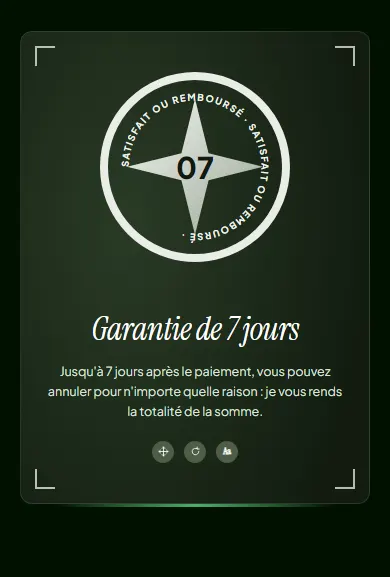 SATISFAIT OU REMBOURSÉ · SATISFAIT OU REMBOURSÉ ·
07
Garantie de 7 jours
Jusqu'à 7 jours après le paiement, vous pouvez
annuler pour n'importe quelle raison : je vous rends
la totalité de la somme.
Aa